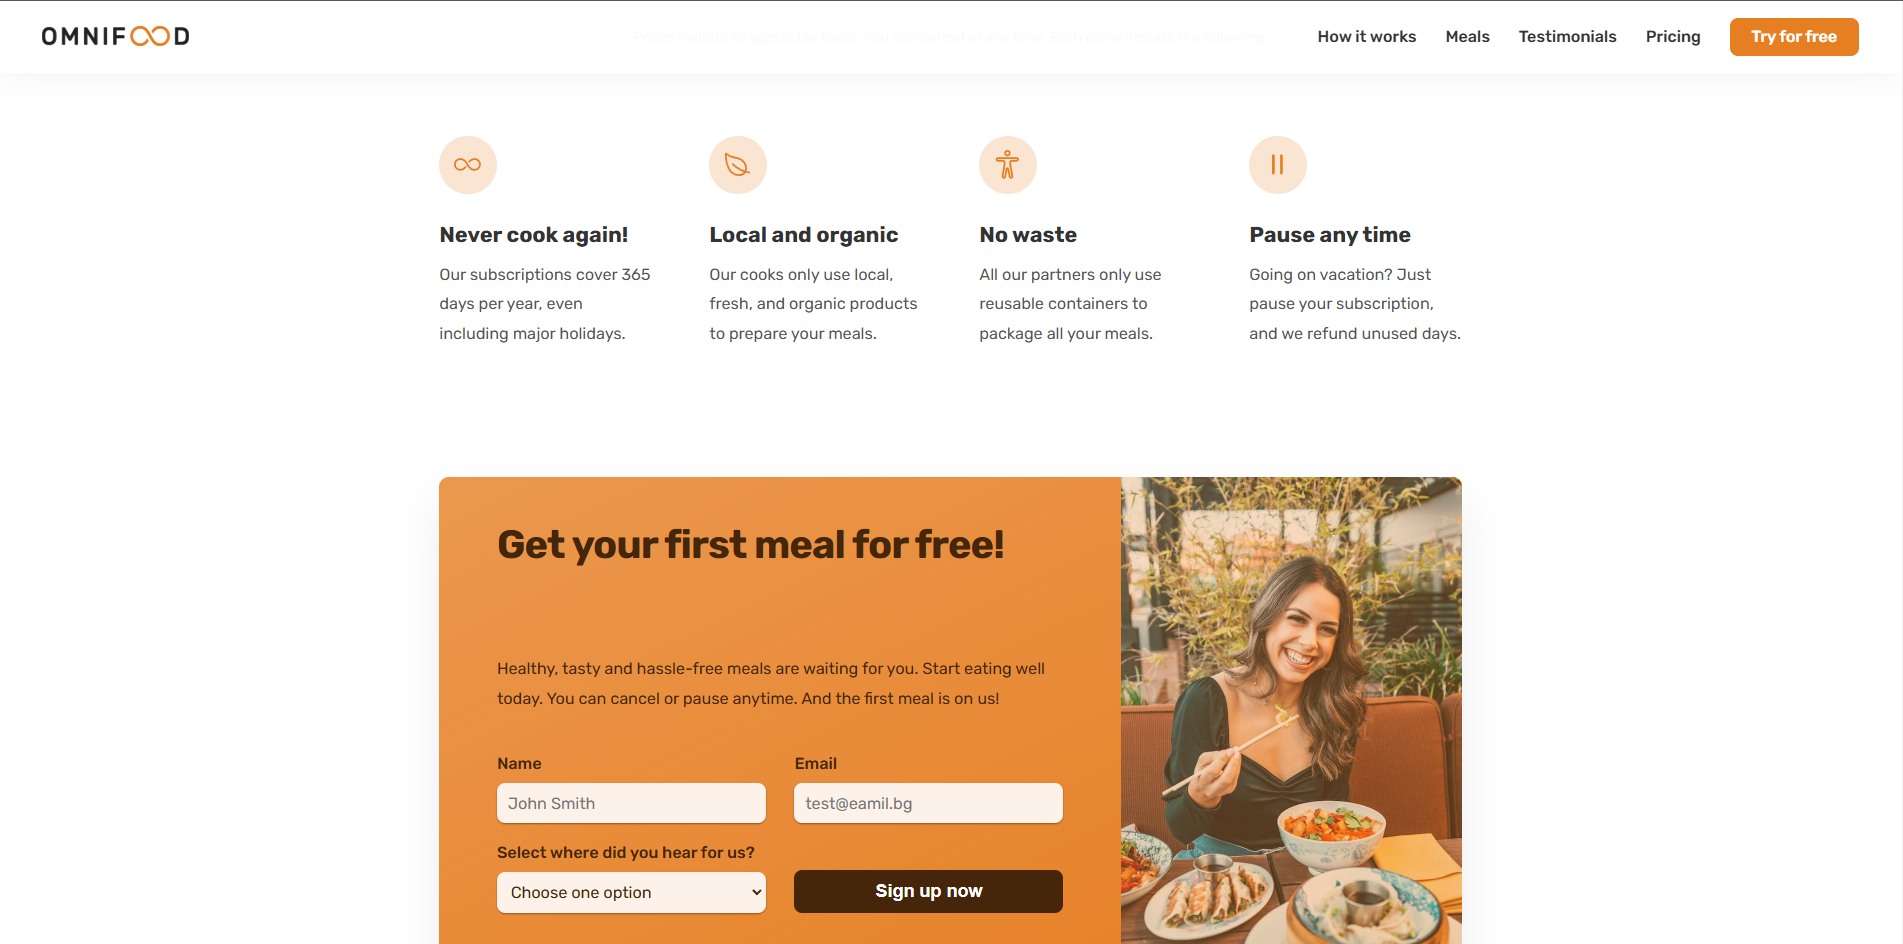 OMNIFOOD
Prices include all applicable taxes. You can cancel at any time. Both plans include the following:
How it works
Meals
Testimonials
Pricing
Try for free
Never cook again!
Our subscriptions cover 365
days per year, even
including major holidays.
Local and organic
Our cooks only use local,
fresh, and organic products
to prepare your meals.
No waste
All our partners only use
reusable containers to
package all your meals.
Pause any time
Going on vacation? Just
pause your subscription,
and we refund unused days.
Get your first meal for free!
Healthy, tasty and hassle-free meals are waiting for you. Start eating well
today. You can cancel or pause anytime. And the first meal is on us!
Name
Email
John Smith
test@eamil.bg
Select where did you hear for us?
Choose one option
Sign up now